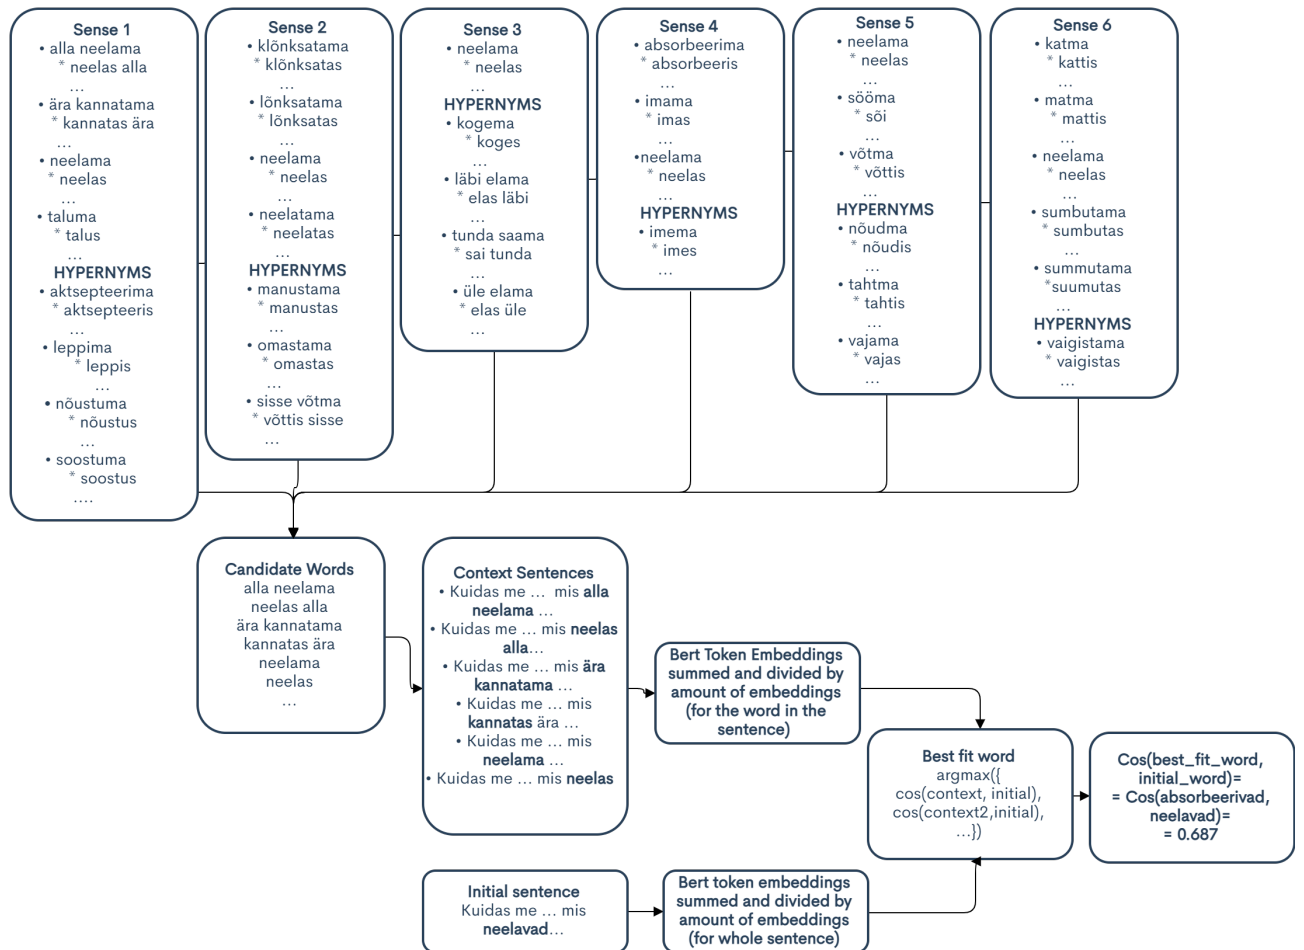 Sense 1
• alla neelama
* neelas alla
...
• ära kannatama
* kannatas ära
...
• neelama
* neelas
...
• taluma
* talus
...
HYPERNYMS
• aktsepteerima
* aktsepteeris
...
• leppima
* leppis
...
• nõustuma
* nõustus
...
• soostuma
* soostus
....
Sense 2
• klõnksatama
* klõnksatas
...
• lõnksatama
* lõnksatas
...
• neelama
* neelas
...
• neelatama
* neelatas
...
HYPERNYMS
• manustama
* manustas
...
• omastama
* omastas
...
• sisse võtma
* võttis sisse
...
Sense 3
• neelama
* neelas
...
HYPERNYMS
• kogema
* koges
...
• läbi elama
* elas läbi
...
• tunda saama
* sai tunda
...
• üle elama
* elas üle
...
Sense 4
• absorbeerima
* absorbeeris
...
• imama
* imas
...
•neelama
* neelas
...
HYPERNYMS
• imema
* imes
...
Sense 5
• neelama
* neelas
...
• sööma
* sõi
...
• võtma
* võttis
...
HYPERNYMS
• nõudma
* nõudis
...
• tahtma
* tahtis
...
• vajama
* vajas
...
Sense 6
• katma
* kattis
...
• matma
* mattis
...
• neelama
* neelas
...
• sumbutama
* sumbutas
...
• summutama
*suumutas
...
HYPERNYMS
• vaigistama
* vaigistas
...
Candidate Words
alla neelama
neelas alla
ära kannatama
kannatas ära
neelama
neelas
...
Context Sentences
• Kuidas me ... mis alla
neelama ...
• Kuidas me ... mis neelas
alla...
• Kuidas me ... mis ära
kannatama ...
• Kuidas me ... mis
kannatas ära ...
• Kuidas me ... mis
neelama ...
• Kuidas me ... mis neelas
Bert Token Embeddings
summed and divided by
amount of embeddings
(for the word in the
sentence)
Best fit word
argmax({
cos(context, initial),
cos(context2,initial),
...})
Cos(best_fit_word,
initial_word)=
= Cos(absorbeerivad,
neelavad)=
= 0.687
Initial sentence
Kuidas me ... mis
neelavad...
Bert token embeddings
summed and divided by
amount of embeddings
(for whole sentence)